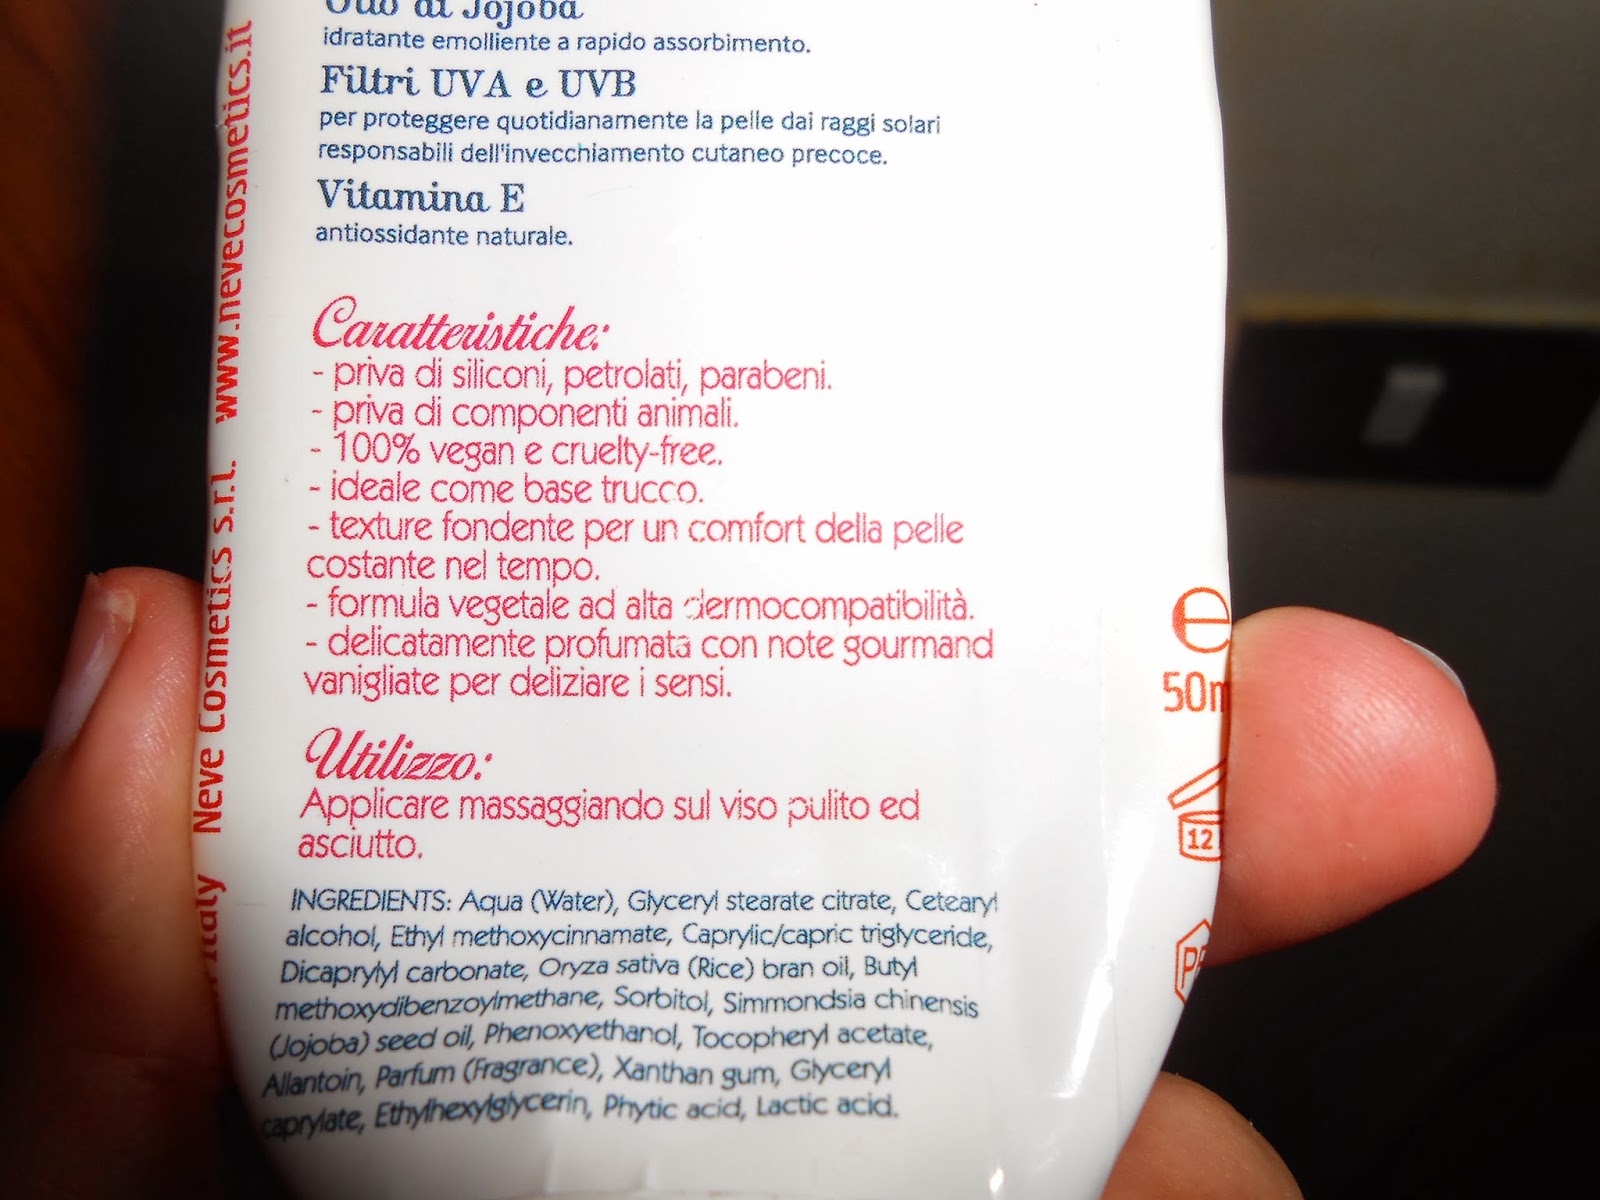 Olio di Jojoba
idratante emolliente a rapido assorbimento.
Filtri UVA e UVB
per proteggere quotidianamente la pelle dai raggi solari
responsabili dell'invecchiamento cutaneo precoce.
Vitamina E
antiossidante naturale.
Caratteristiche:
- priva di siliconi, petrolati, parabeni.
- priva di componenti animali.
- 100% vegan e cruelty-free.
- ideale come base trucco.
- texture fondente per un comfort della pelle
costante nel tempo.
- formula vegetale ad alta dermocompatibilità.
- delicatamente profumata con note gourmand
vanigliate per deliziare i sensi.
Utilizzo:
Applicare massaggiando sul viso pulito ed
asciutto.
INGREDIENTS: Aqua (Water), Glyceryl stearate citrate, Cetearyl
alcohol, Ethyl methoxycinnamate, Caprylic/capric triglyceride,
Dicaprylyl carbonate, Oryza sativa (Rice) bran oil, Butyl
methoxydibenzoylmethane, Sorbitol, Simmondsia chinensis
(Jojoba) seed oil, Phenoxyethanol, Tocopheryl acetate,
Allantoin, Parfum (Fragrance), Xanthan gum, Glyceryl
caprylate, Ethylhexylglycerin, Phytic acid, Lactic acid.
Italy Neve Cosmetics s.r.l. www.nevecosmetics.it
e
50m
12